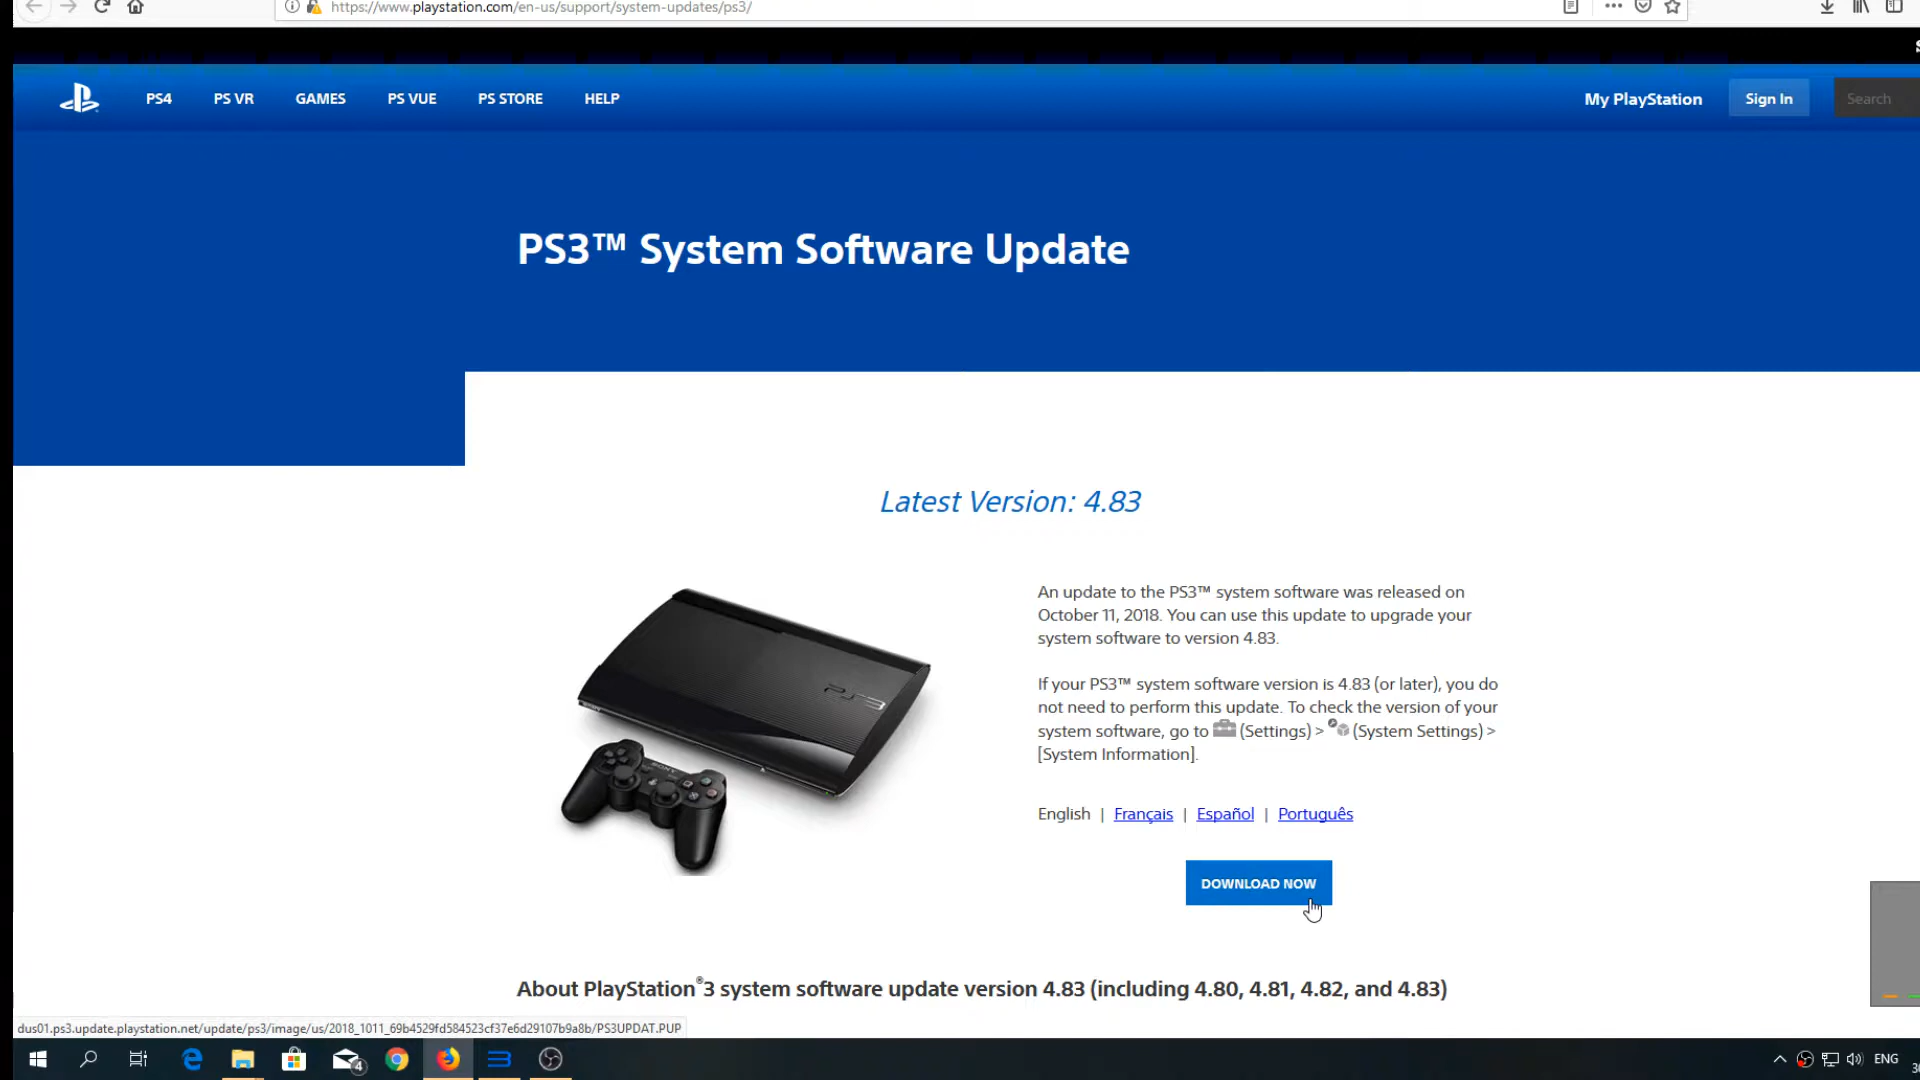 https://www.playstation.com/en-us/support/system-updates/ps3/
PS4 PS VR GAMES PS VUE PS STORE HELP My PlayStation Sign In Search
PS3™ System Software Update
Latest Version: 4.83
An update to the PS3™ system software was released on
October 11, 2018. You can use this update to upgrade your
system software to version 4.83.
If your PS3™ system software version is 4.83 (or later), you do
not need to perform this update. To check the version of your
system software, go to (Settings) > (System Settings) >
[System Information].
English | Français | Español | Português
DOWNLOAD NOW
PS3
SONY
About PlayStation®3 system software update version 4.83 (including 4.80, 4.81, 4.82, and 4.83)
dus01.ps3.update.playstation.net/update/ps3/image/us/2018_1011_69b4529fd584523cf37e6d29107b9a8b/PS3UPDAT.PUP
4
ENG